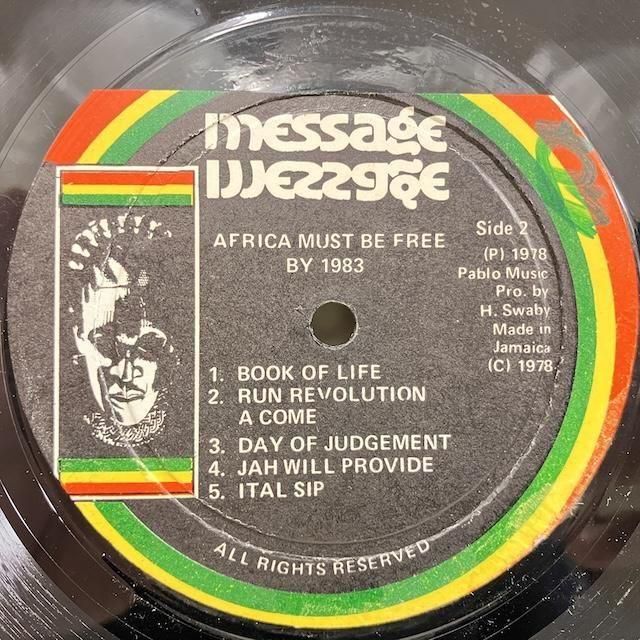 message
message
AFRICA MUST BE FREE
BY 1983
Side 2
(P) 1978
Pablo Music
Pro. by
H. Swaby
Made in
Jamaica
(C) 1978
1. BOOK OF LIFE
2. RUN REVOLUTION
A COME
3. DAY OF JUDGEMENT
4. JAH WILL PROVIDE
5. ITAL SIP
ALL RIGHTS RESERVED